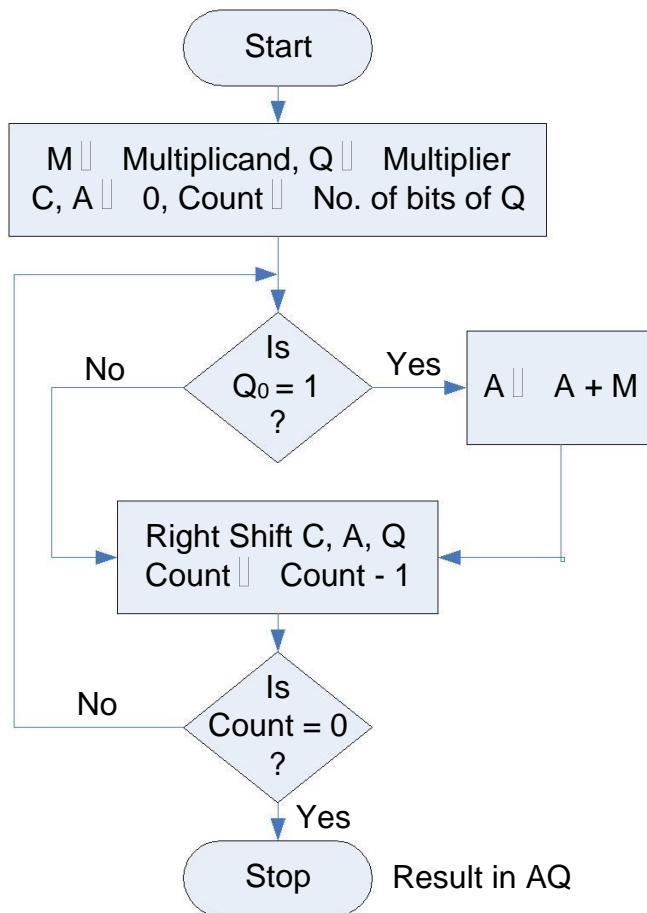 Start
M▯ Multiplicand, Q▯ Multiplier
C, A▯ 0, Count▯ No. of bits of Q
Is
Q₀ = 1
?
No
Yes
A▯ A + M
Right Shift C, A, Q
Count▯ Count - 1
Is
Count = 0
?
No
Yes
Stop
Result in AQ